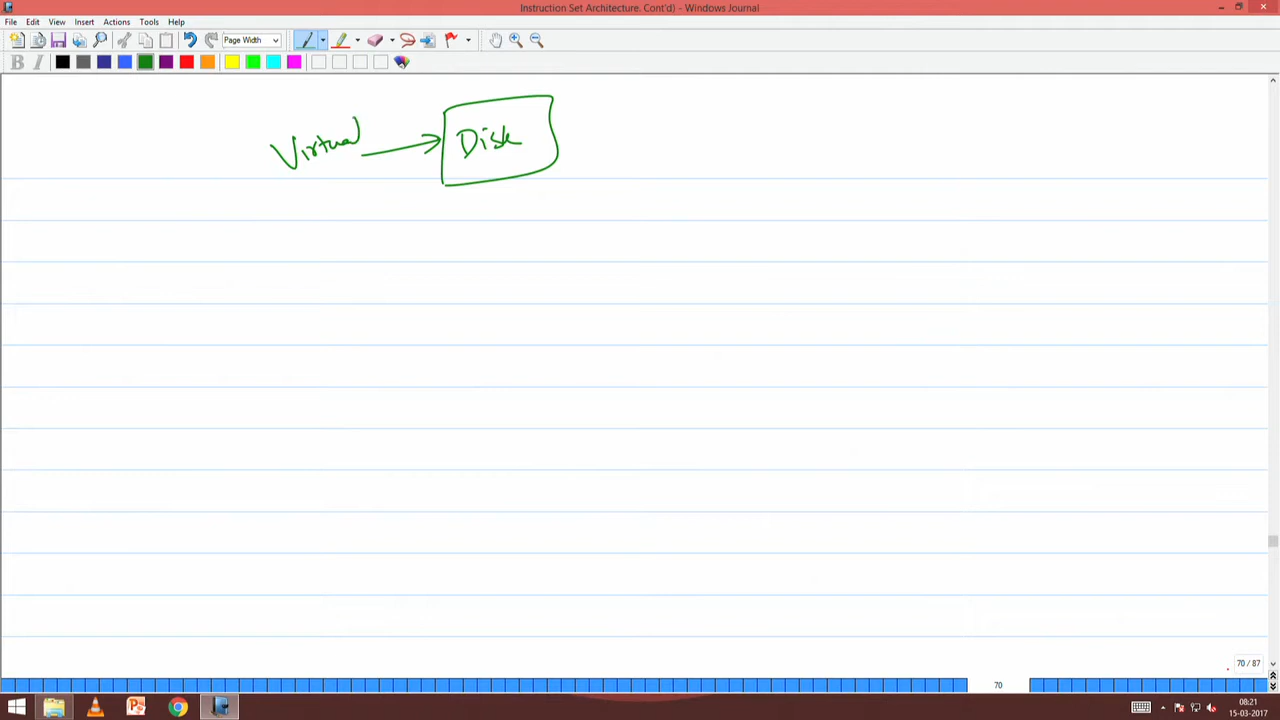 Instruction Set Architecture. Cont'd) - Windows Journal
File Edit View Insert Actions Tools Help
Page Width
B I
Virtual → Disk
70 / 87
70
08:21
15-03-2017